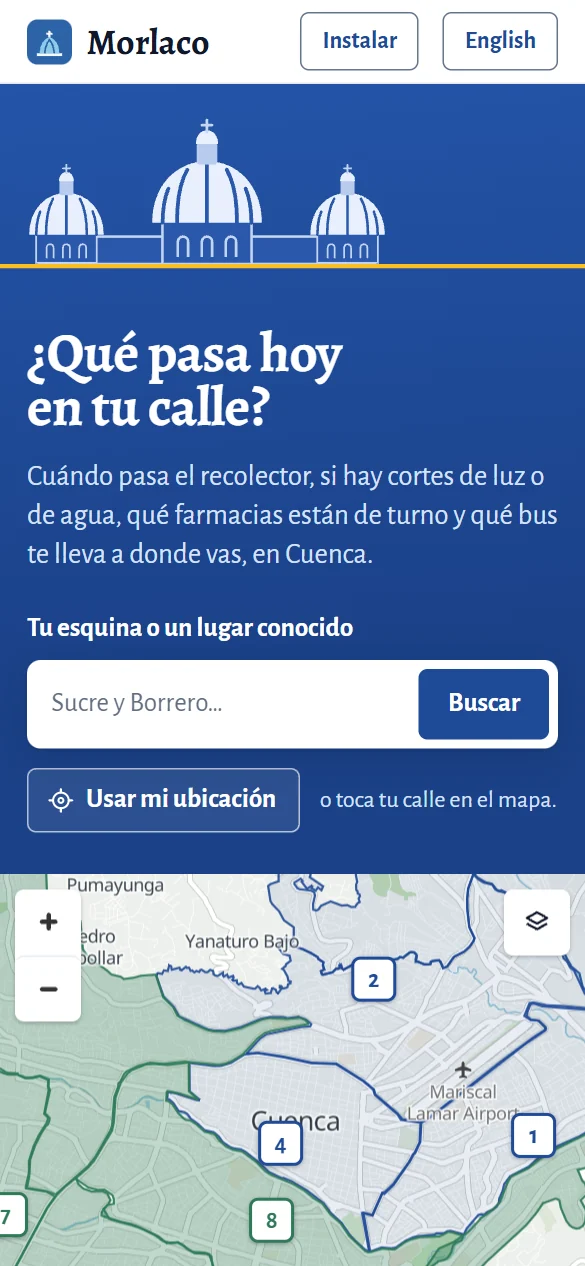 Morlaco
Instalar
English
¿Qué pasa hoy
en tu calle?
Cuándo pasa el recolector, si hay cortes de luz o
de agua, qué farmacias están de turno y qué bus
te lleva a donde vas, en Cuenca.
Tu esquina o un lugar conocido
Sucre y Borrero...
Buscar
Usar mi ubicación
o toca tu calle en el mapa.
Pumayunga
+
Yanaturo Bajo
−
2
Mariscal
Lamar Airport
Cuenca
4
1
7
8